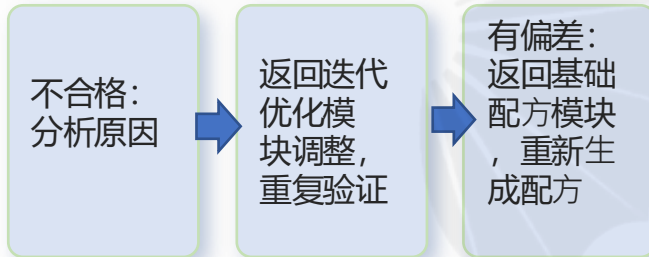 不合格：
分析原因
返回迭代
优化模
块调整，
重复验证
有偏差：
返回基础
配方模块
，重新生
成配方